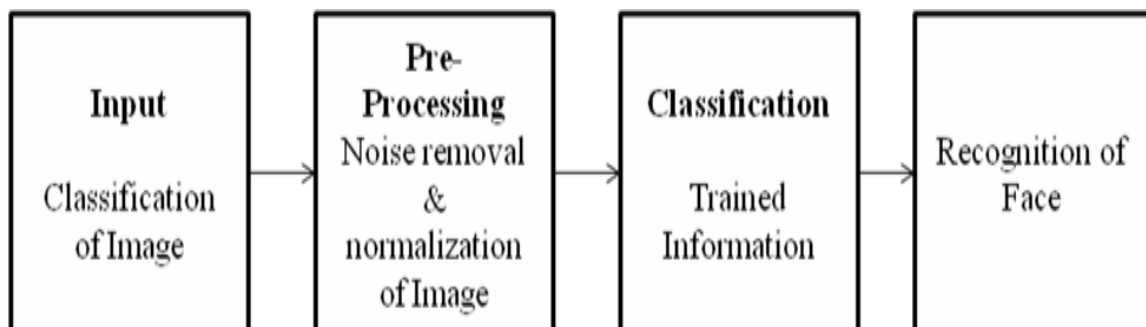 Input
Classification
of Image
Pre-
Processing
Noise removal
&
normalization
of Image
Classification
Trained
Information
Recognition of
Face